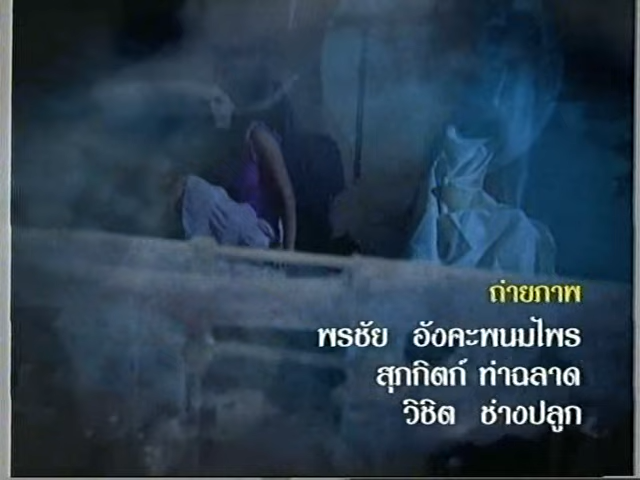 ถ่ายภาพ
พรชัย อังคะพนมไพร
สุภกิตก์ ท่าฉลาด
วิชิต ช่างปลูก